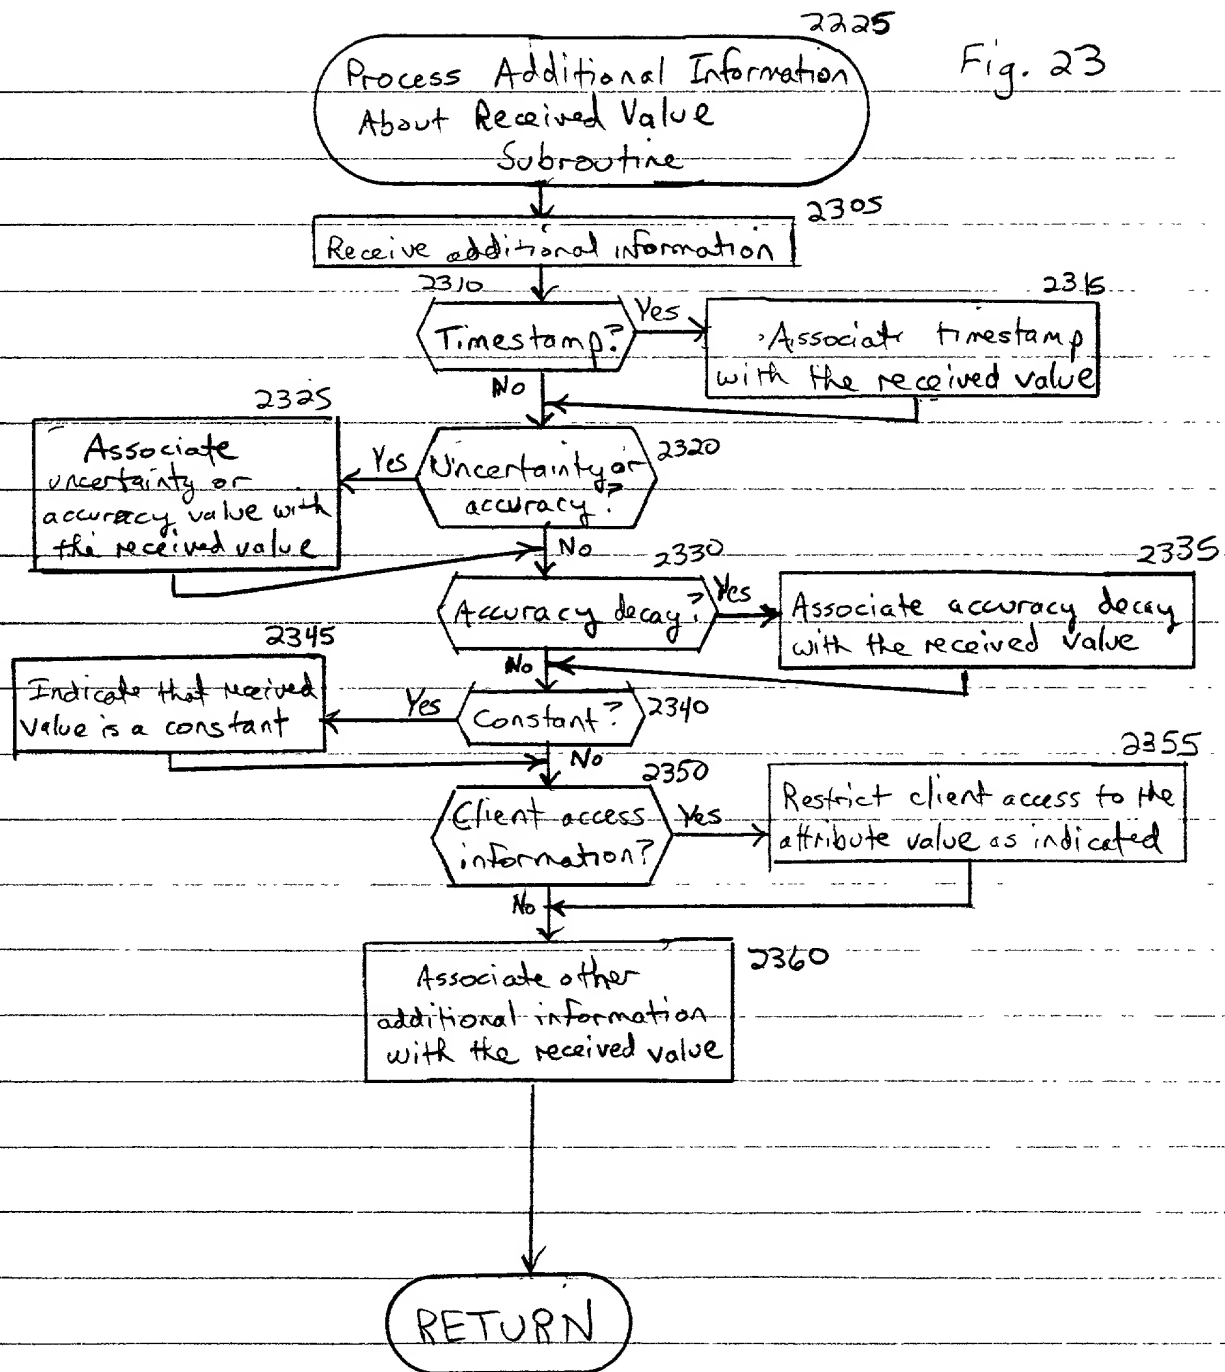 2225
Fig. 23
Process Additional Information
About Received Value
Subroutine
2305
Receive additional information
2310
Timestamp?
Yes
No
2315
Associate timestamp
with the received value
2320
Uncertainty or
accuracy?
Yes
No
2325
Associate
uncertainty or
accuracy value with
the received value
2330
Accuracy decay?
Yes
No
2335
Associate accuracy decay
with the received value
2340
Constant?
Yes
No
2345
Indicate that received
value is a constant
2350
Client access
information?
Yes
No
2355
Restrict client access to the
attribute value as indicated
2360
Associate other
additional information
with the received value
RETURN